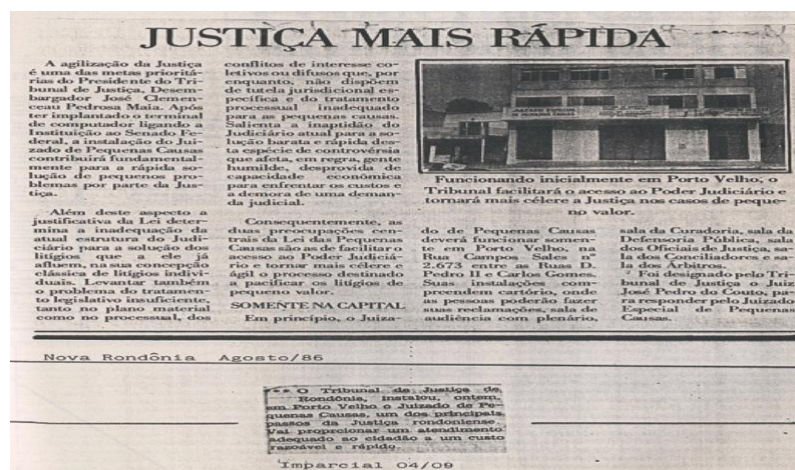 JUSTIÇA MAIS RÁPIDA
A agilização da Justiça
é uma das metas prioritá-
rias do Presidente do Tri-
bunal de Justiça, Desem-
bargador José Clemen-
ceau Pedrosa Maia. Após
ter implantado o terminal
de computador ligando a
Instituição ao Senado Fe-
deral, a instalação do Jui-
zado de Pequenas Causas
contribuirá fundamental-
mente para a rápida so-
lução de pequenos pro-
blemas por parte da Jus-
tiça.
Além deste aspecto a
justificativa da Lei deter-
mina a inadequação da
atual estrutura do Judi-
ciário para a solução dos
litígios que a ele já
afluem, na sua concepção
clássica de litígios indivi-
duais. Levantar também
o problema do tratamen-
to legislativo insuficiente,
tanto no plano material
como no processual, dos
conflitos de interesse co-
letivos ou difusos que, por
enquanto, não dispõem
de tutela jurisdicional es-
pecífica e do tratamento
processual inadequado
para as pequenas causas.
Salienta a inaptidão do
Judiciário atual para a so-
lução barata e rápida des-
ta espécie de controvérsia
que afeta, em regra, gente
humilde, desprovida de
capacidade econômica
para enfrentar os custos e
a demora de uma deman-
da judicial.
Consequentemente, as
duas preocupações cen-
trais da Lei das Pequenas
Causas são as de facilitar o
acesso ao Poder Judiciá-
rio e tornar mais célere e
ágil o processo destinado
a pacificar os litígios de
pequeno valor.
SOMENTE NA CAPITAL
Em princípio, o Juiza-
Funcionando inicialmente em Porto Velho, o
Tribunal facilitará o acesso ao Poder Judiciário e
tornará mais célere a Justiça nos casos de peque-
no valor.
do de Pequenas Causas
deverá funcionar somen-
te em Porto Velho, na
Rua Campos Sales nº
2.673 entre as Ruas D.
Pedro II e Carlos Gomes.
Suas instalações com-
preendem cartório, onde
as pessoas poderão fazer
suas reclamações, sala de
audiência com plenário,
sala da Curadoria, sala da
Defensoria Pública, sala
dos Oficiais de Justiça, sa-
la dos Conciliadores e sa-
la dos Árbitros.
Foi designado pelo Tri-
bunal de Justiça o Juiz
José Pedro do Couto, pa-
ra responder pelo Juizado
Especial de Pequenas
Causas.
Nova Rondônia Agosto/86
O Tribunal de Justiça de
Rondônia, instalou, ontem,
em Porto Velho o Juizado de Pe-
quenas Causas, um dos principais
passos da Justiça rondoniense.
Vai proporcionar um atendimento
adequado ao cidadão a um custo
razoável e rápido.
Imparcial 04/09